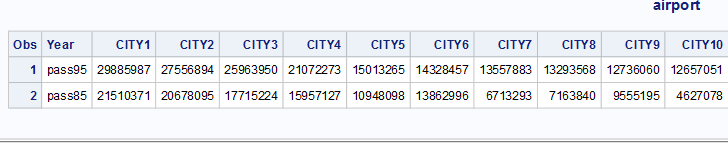 airport
Obs Year CITY1 CITY2 CITY3 CITY4 CITY5 CITY6 CITY7 CITY8 CITY9 CITY10
1 pass95 29885987 27556894 25963950 21072273 15013265 14328457 13557883 13293568 12736060 12657051
2 pass85 21510371 20678095 17715224 15957127 10948098 13862996 6713293 7163840 9555195 4627078